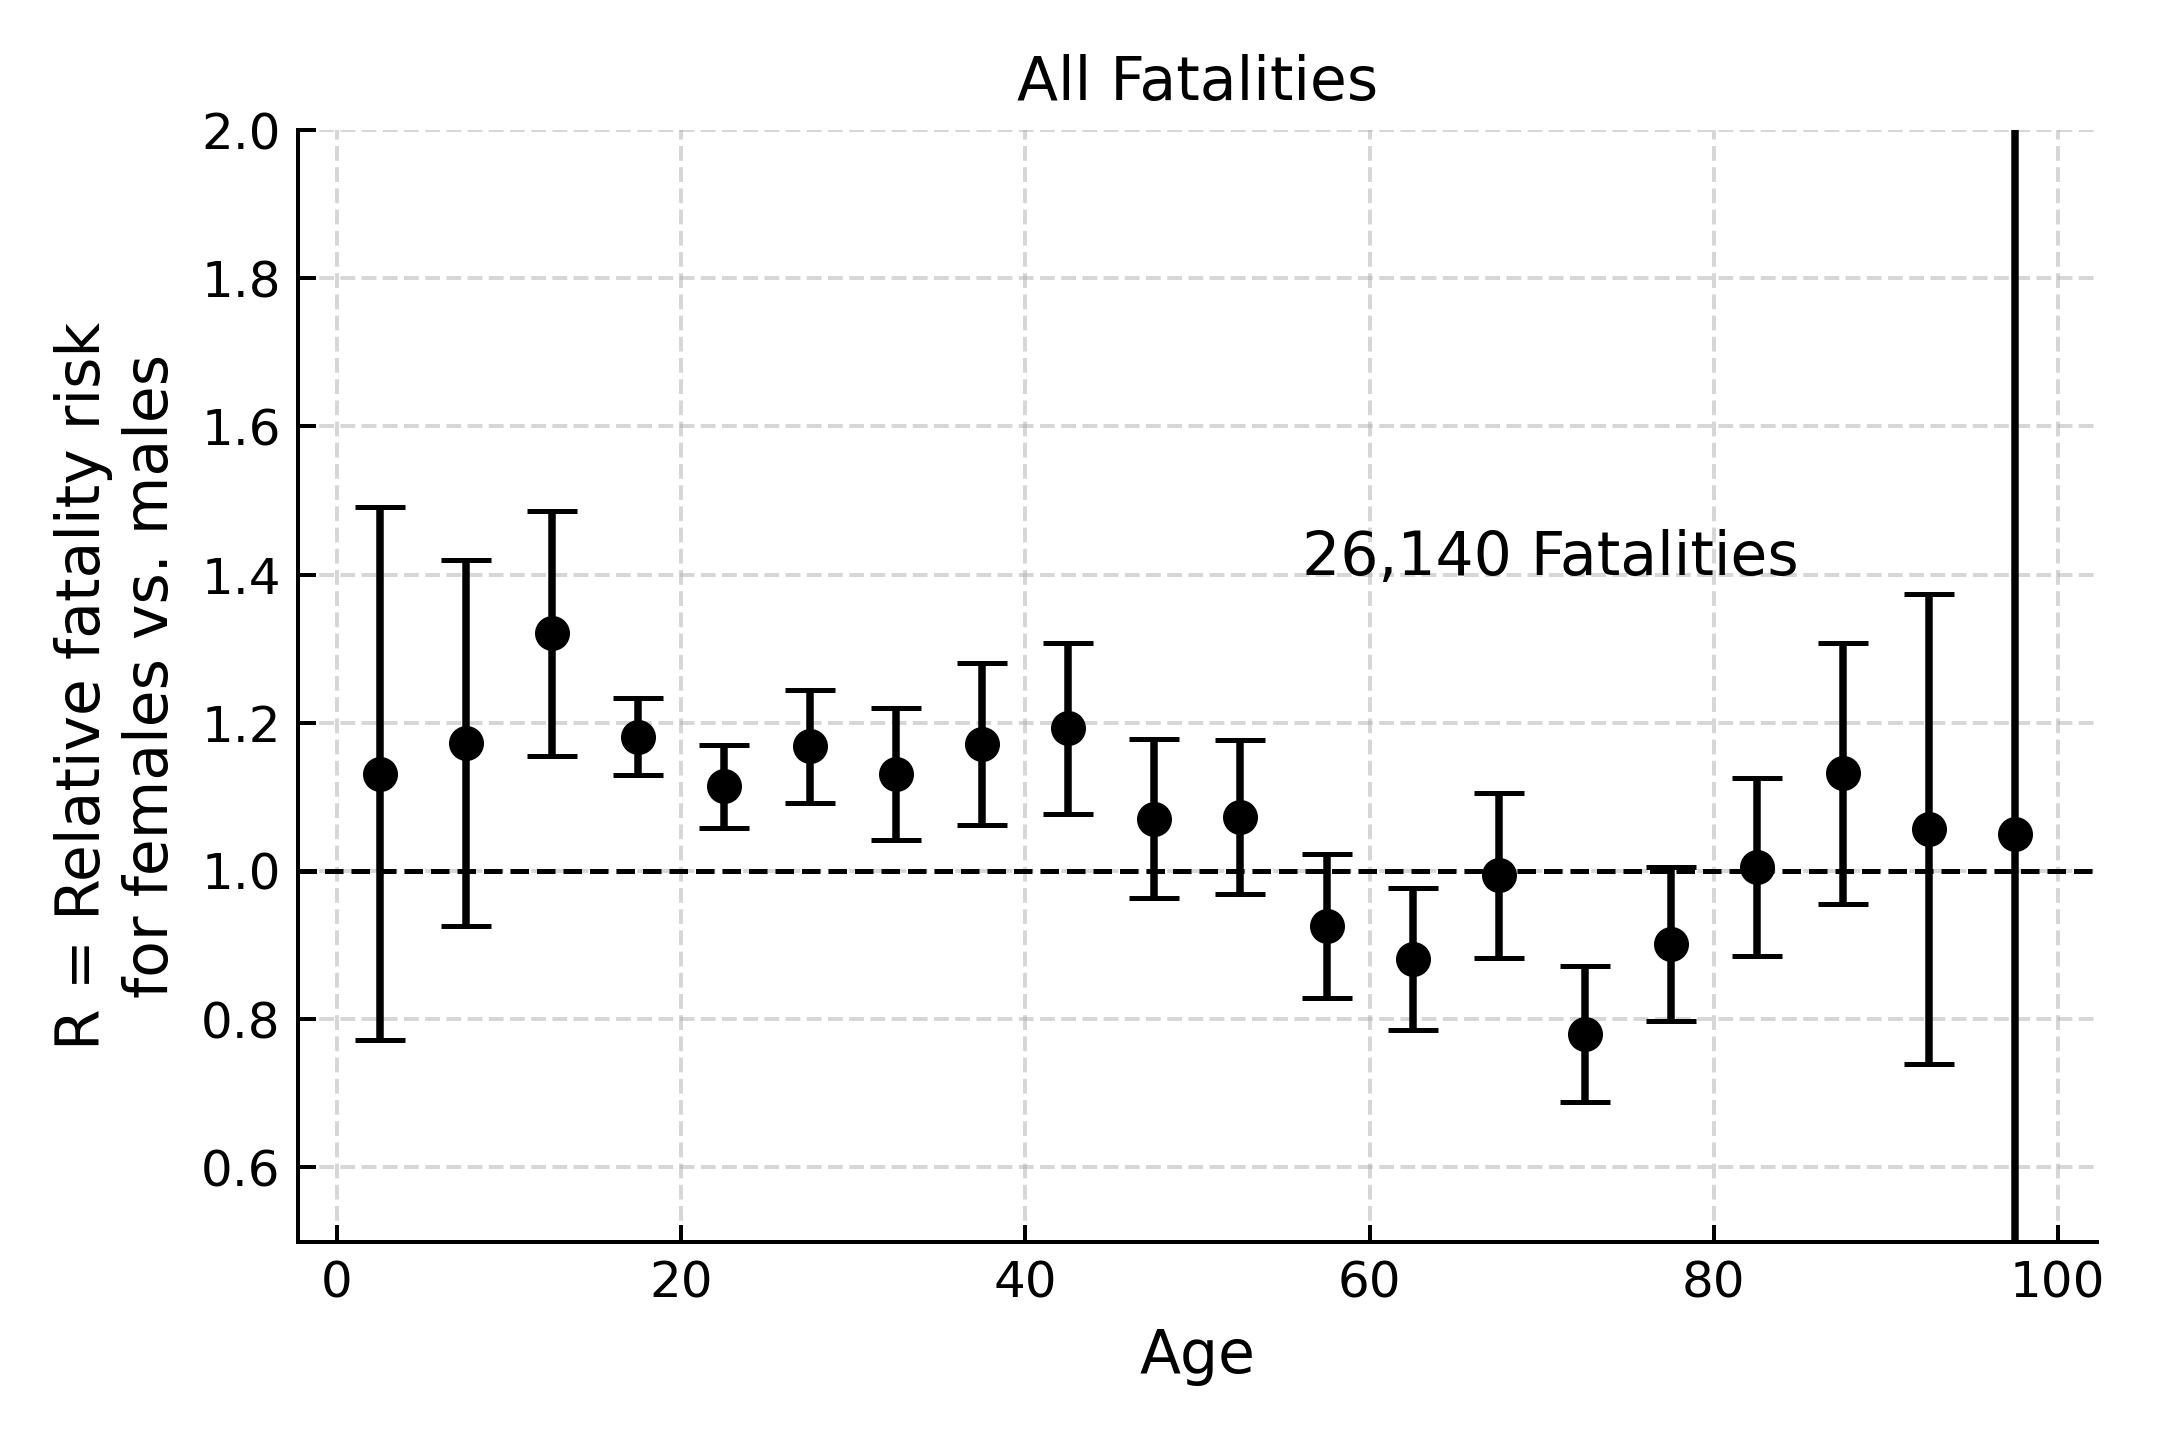 All Fatalities
R = Relative fatality risk
for females vs. males
2.0
1.8
1.6
1.4
1.2
1.0
0.8
0.6
26,140 Fatalities
0 20 40 60 80 100
Age